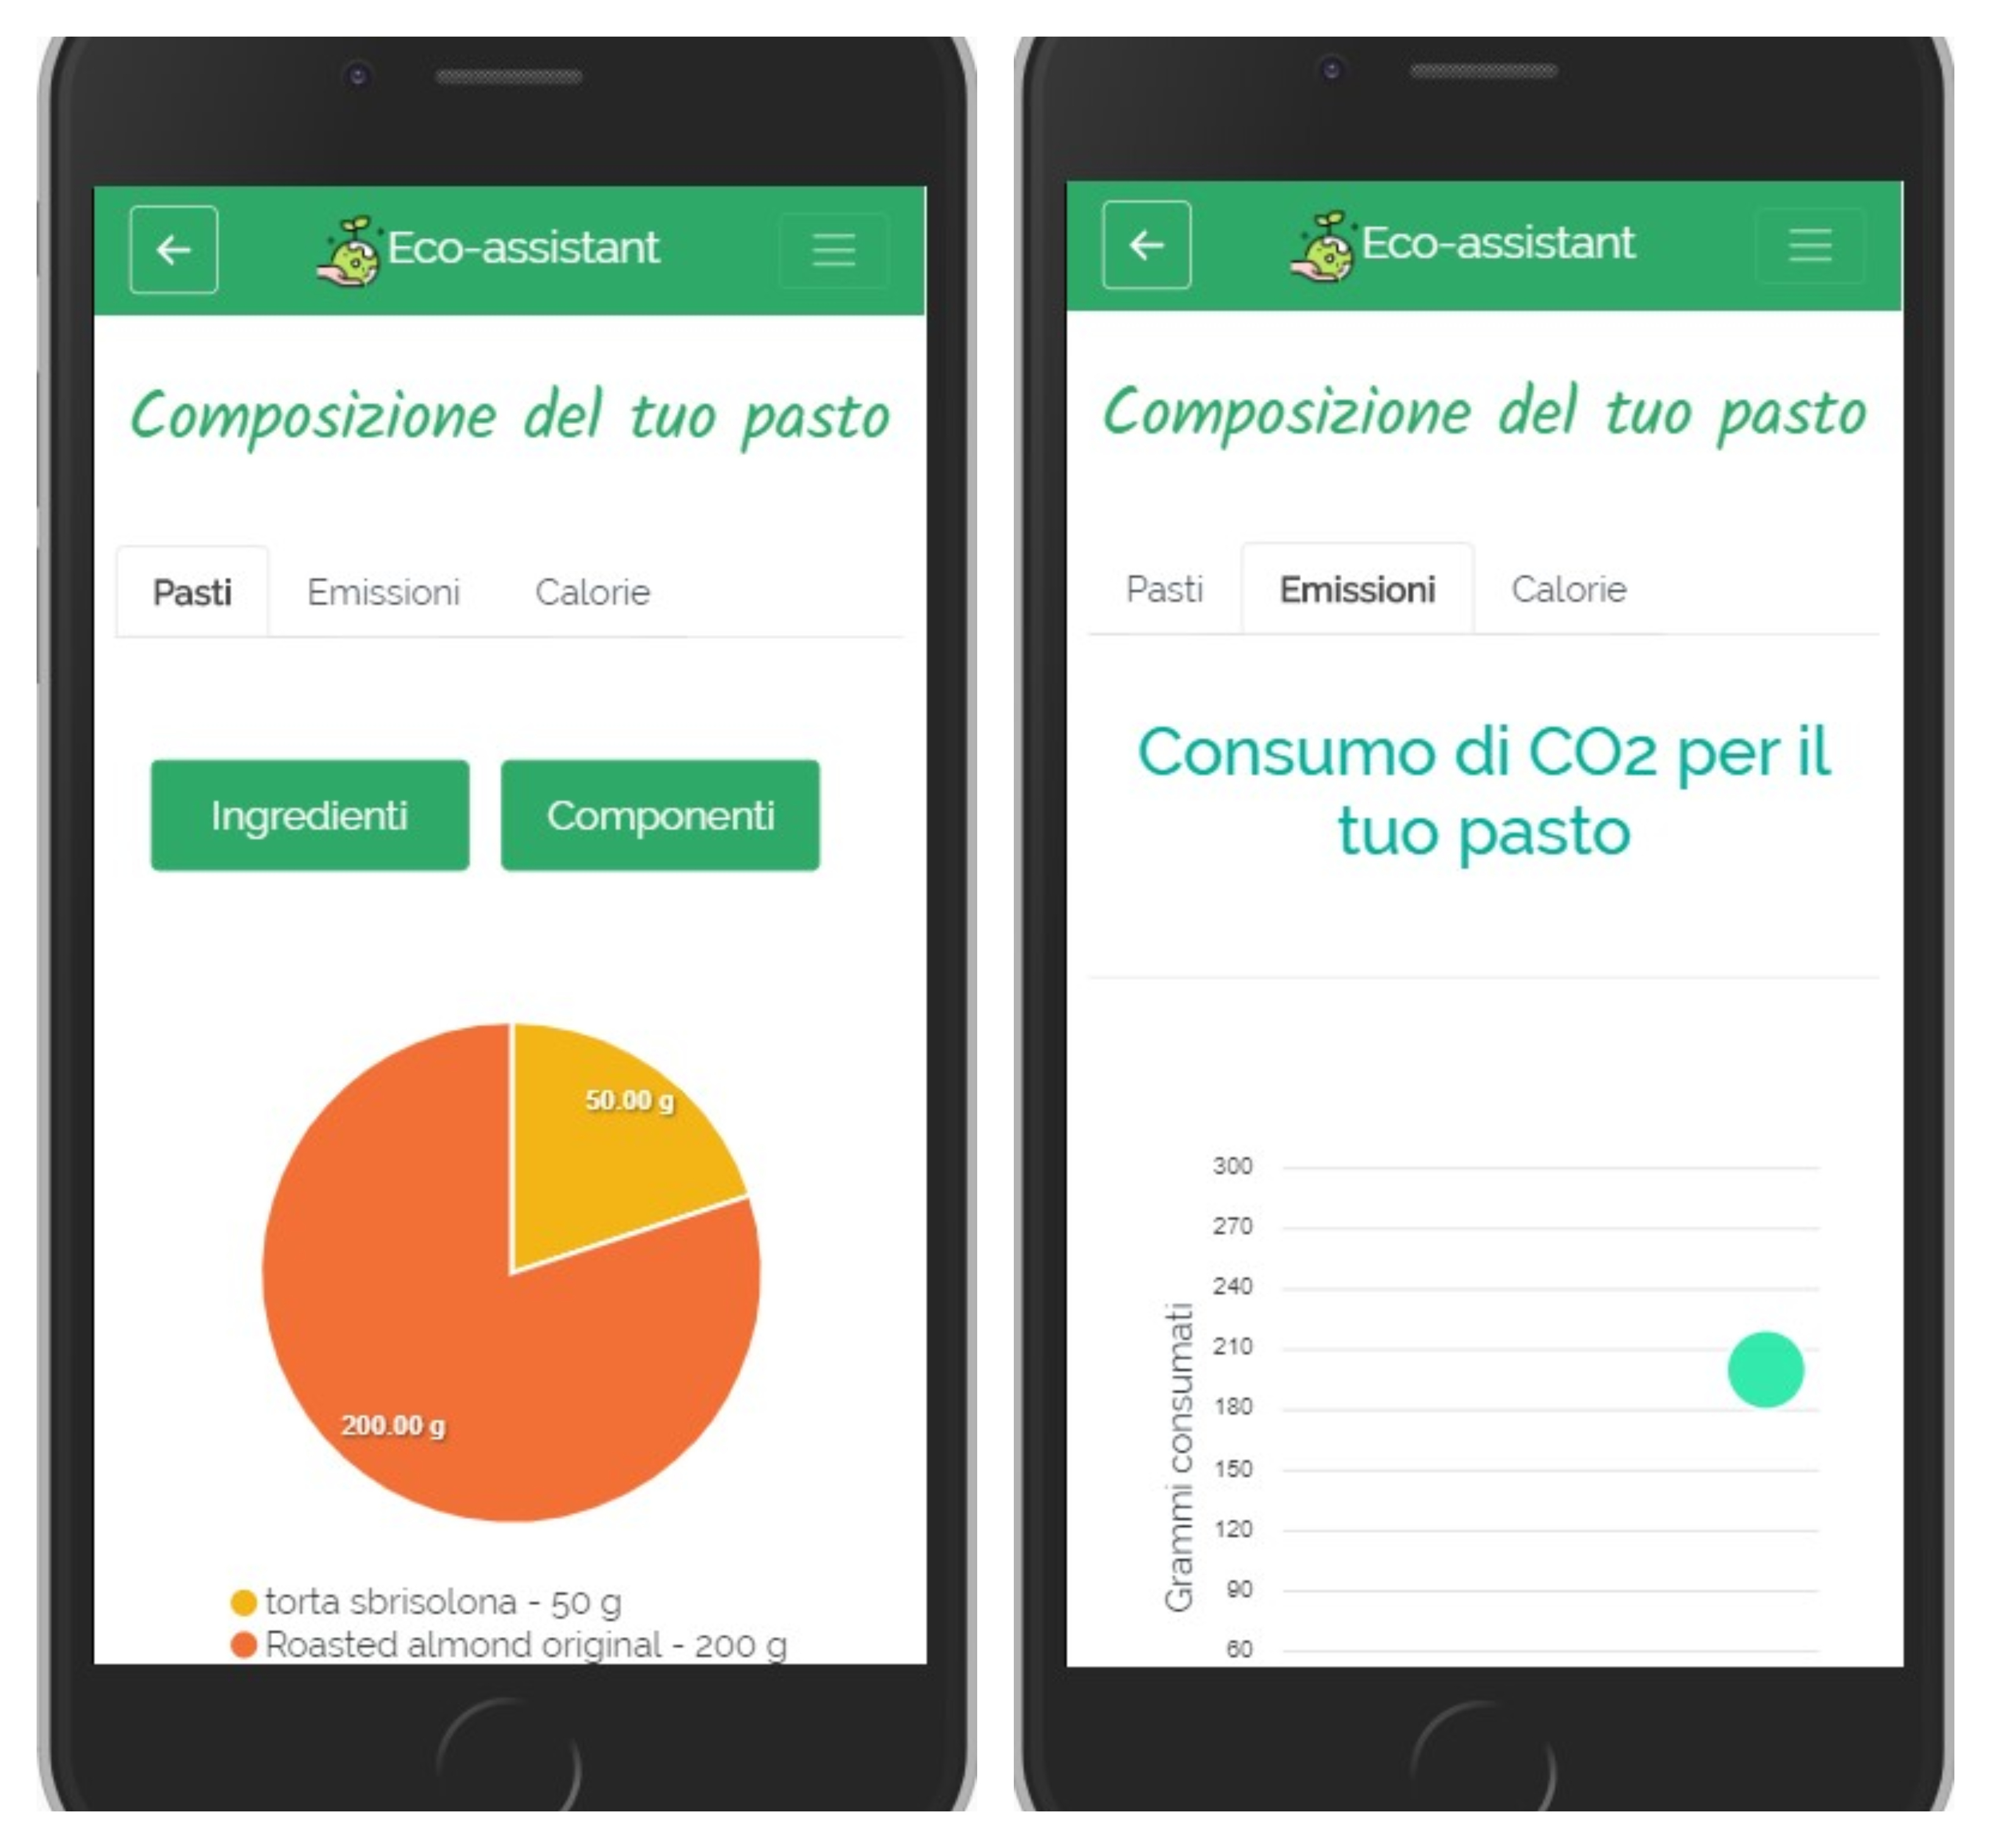 Eco-assistant
Composizione del tuo pasto
Pasti Emissioni Calorie
Ingredienti Componenti
50.00 g
200.00 g
torta sbrisolona - 50 g
Roasted almond original - 200 g
Eco-assistant
Composizione del tuo pasto
Pasti Emissioni Calorie
Consumo di CO2 per il
tuo pasto
Grammi consumati
300
270
240
210
180
150
120
90
60